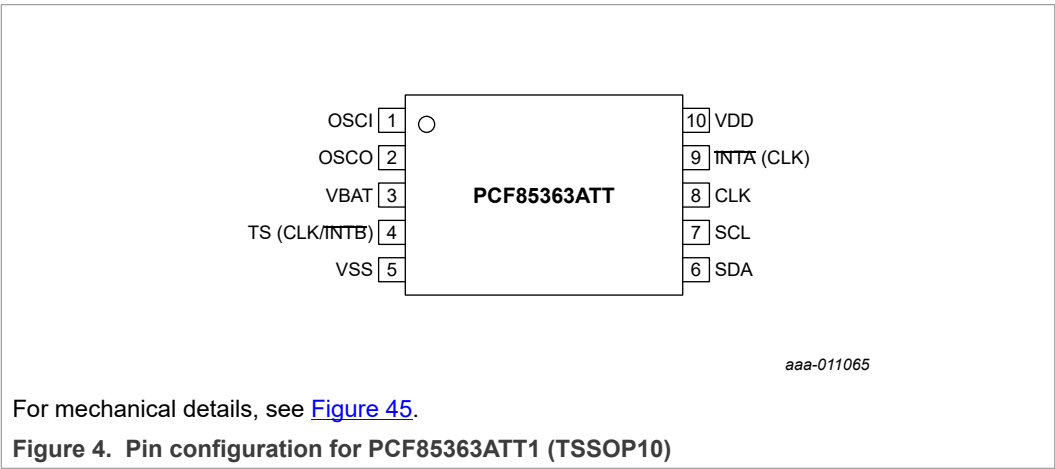 OSCI 1 10 VDD
OSCO 2 9 INTA (CLK)
VBAT 3 PCF85363ATT 8 CLK
TS (CLK/INTB) 4 7 SCL
VSS 5 6 SDA
aaa-011065
For mechanical details, see Figure 45.
Figure 4. Pin configuration for PCF85363ATT1 (TSSOP10)